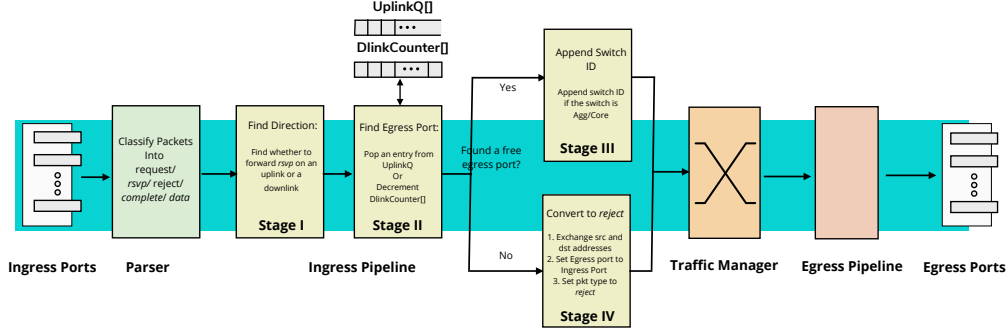 UplinkQ[]
DlinkCounter[]
Classify Packets
Into
request/
rsvp/ reject/
complete/ data
Find Direction:
Find whether to
forward rsvp on an
uplink or a
downlink
Stage I
Find Egress Port:
Pop an entry from
UplinkQ
Or
Decrement
DlinkCounter[]
Stage II
Found a free
egress port?
Yes
No
Append Switch
ID
Append switch ID
if the switch is
Agg/Core
Stage III
Convert to reject
1. Exchange src and
dst addresses
2. Set Egress port to
Ingress Port
3. Set pkt type to
reject
Stage IV
Ingress Ports
Parser
Ingress Pipeline
Traffic Manager
Egress Pipeline
Egress Ports